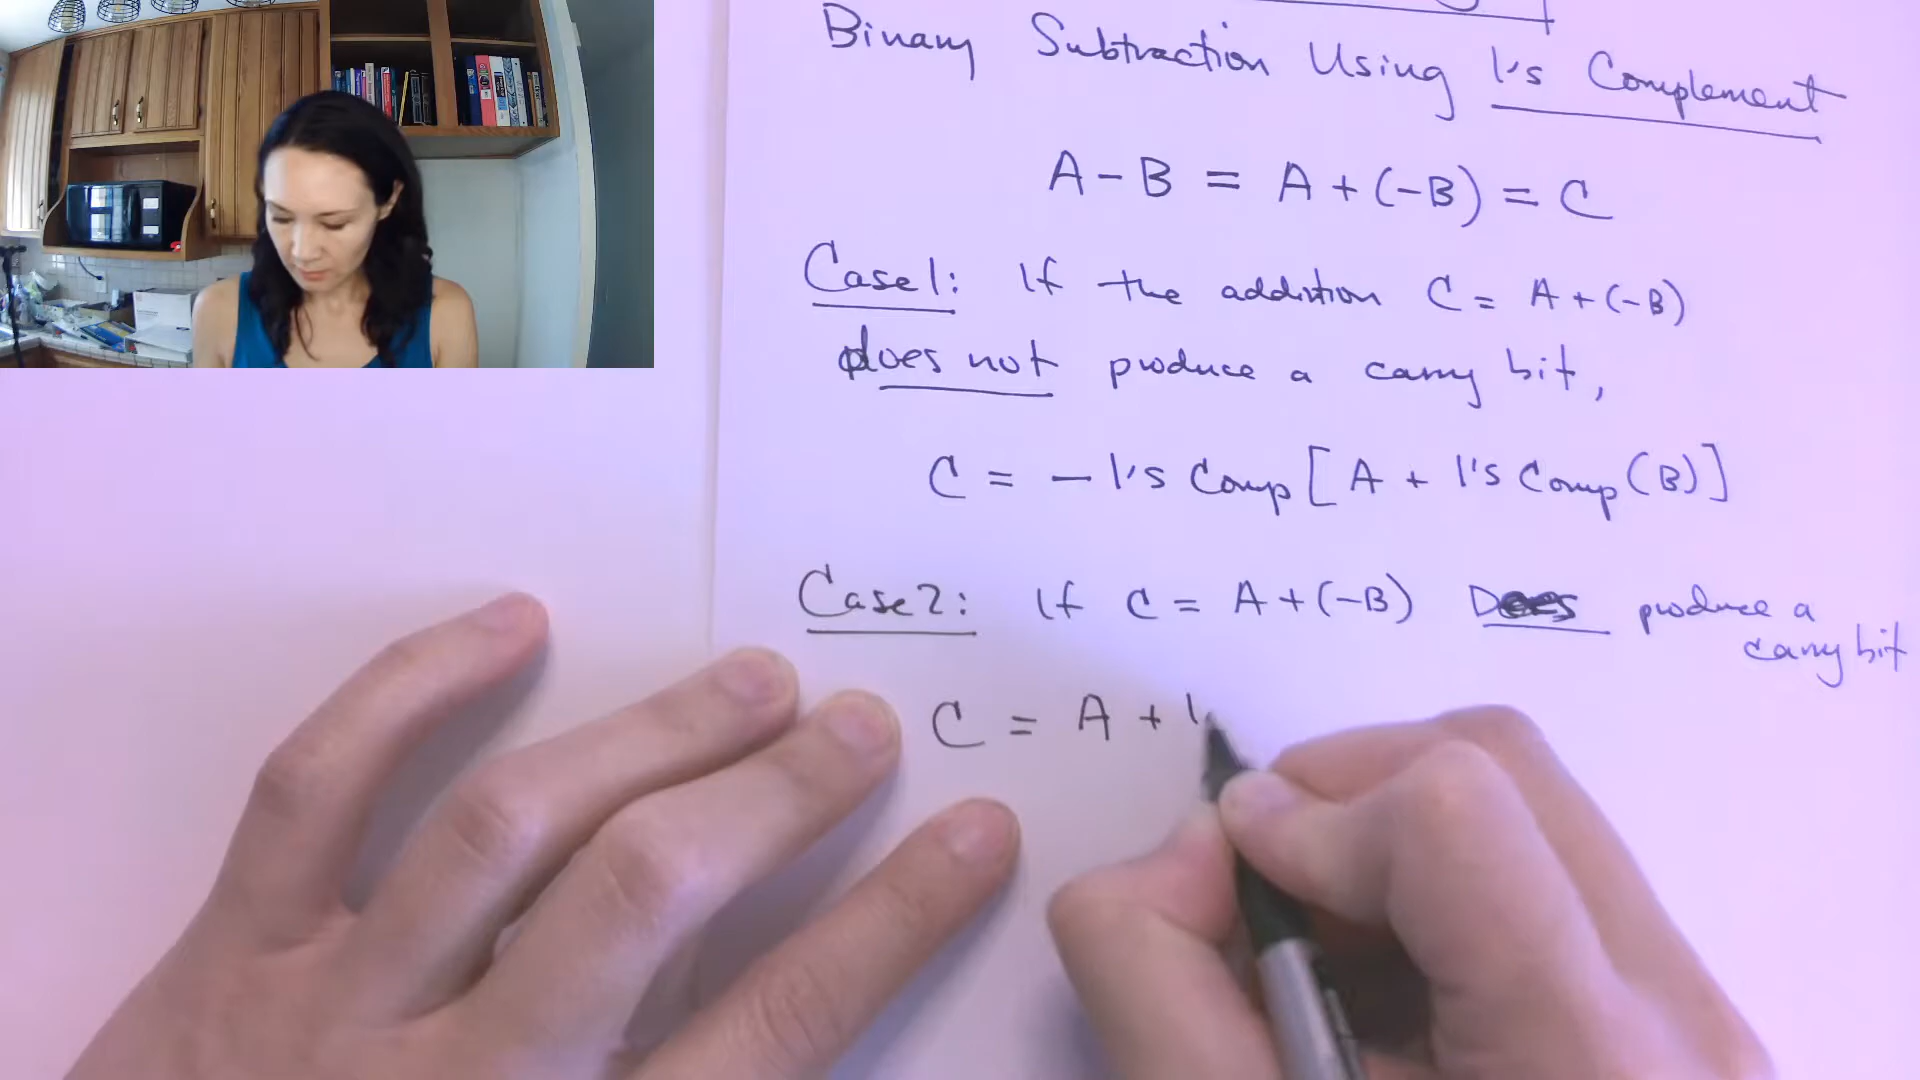 Binary Subtraction Using 1's Complement
A - B = A + (-B) = C
Case 1: If the addition C = A + (-B)
does not produce a carry bit,
C = - 1's Comp [A + 1's Comp (B)]
Case 2: If C = A + (-B) Does produce a
carry bit
C = A + 1